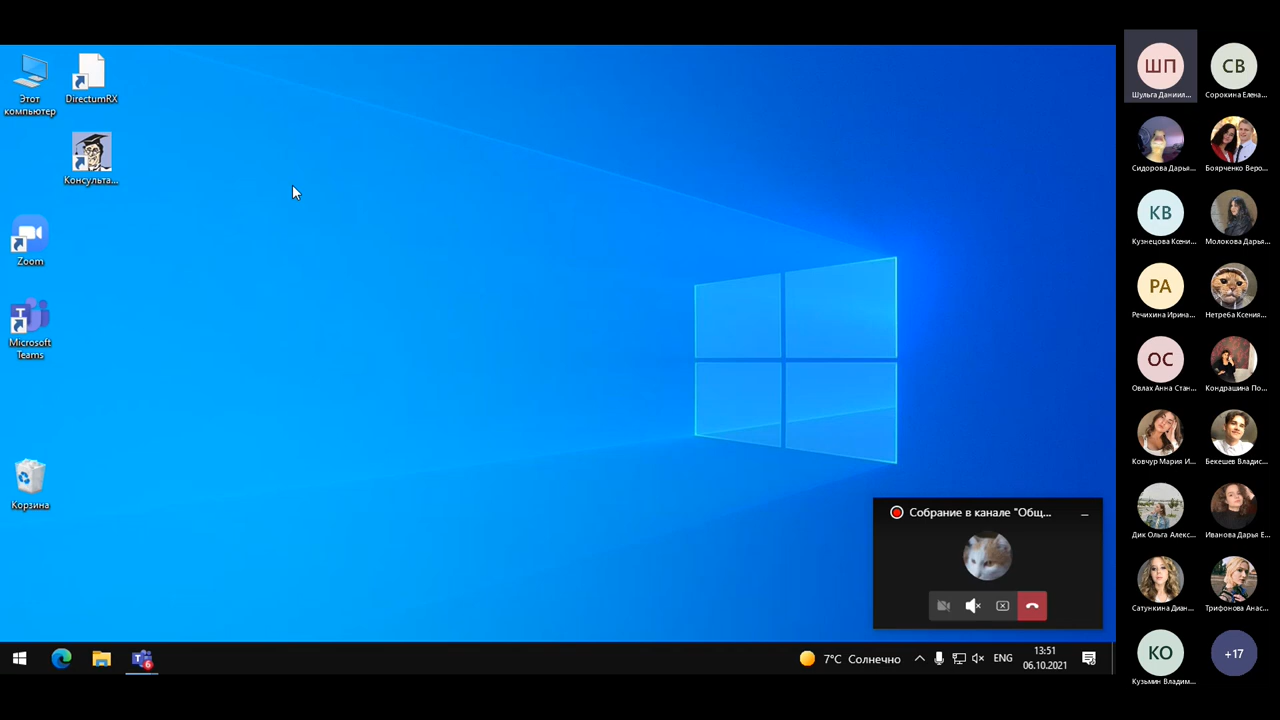 Этот
компьютер
DirectumRX
Консульта...
Zoom
Microsoft
Teams
Корзина
Собрание в канале "Общ...
6
7°C Солнечно
ENG
13:51
06.10.2021
ШП
Шульга Даниил...
СВ
Сорокина Елена...
Сидорова Дарья...
Боярченко Веро...
КВ
Кузнецова Ксени...
Молокова Дарья...
РА
Речихина Ирина...
Нетреба Ксения...
ОС
Овлах Анна Стан...
Кондрашина По...
Ковчур Мария И...
Бекешев Владис...
Дик Ольга Алекс...
Иванова Дарья Е...
Сатункина Диан...
Трифонова Анас...
КО
Кузьмин Владим...
+17